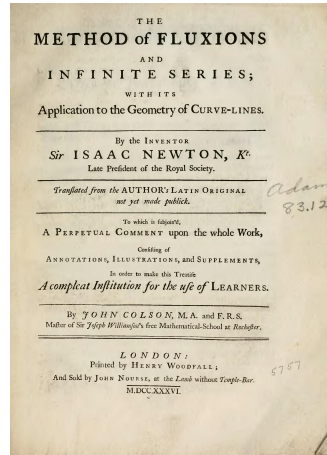 THE
METHOD of FLUXIONS
AND
INFINITE SERIES;
WITH ITS
Application to the Geometry of CURVE-LINES.
By the INVENTOR
Sir ISAAC NEWTON, Kt.
Late President of the Royal Society.
Translated from the AUTHOR's LATIN ORIGINAL
not yet made publick.
To which is subjoin'd,
A PERPETUAL COMMENT upon the whole Work,
Consisting of
ANNOTATIONS, ILLUSTRATIONS, and SUPPLEMENTS,
In order to make this Treatise
A compleat Institution for the use of LEARNERS.
By JOHN COLSON, M. A. and F. R. S.
Master of Sir Joseph Williamson's free Mathematical-School at Rochester.
LONDON:
Printed by HENRY WOODFALL;
And Sold by JOHN NOURSE, at the Lamb without Temple-Bar.
M.DCC.XXXVI.
Adam
83.12
5757